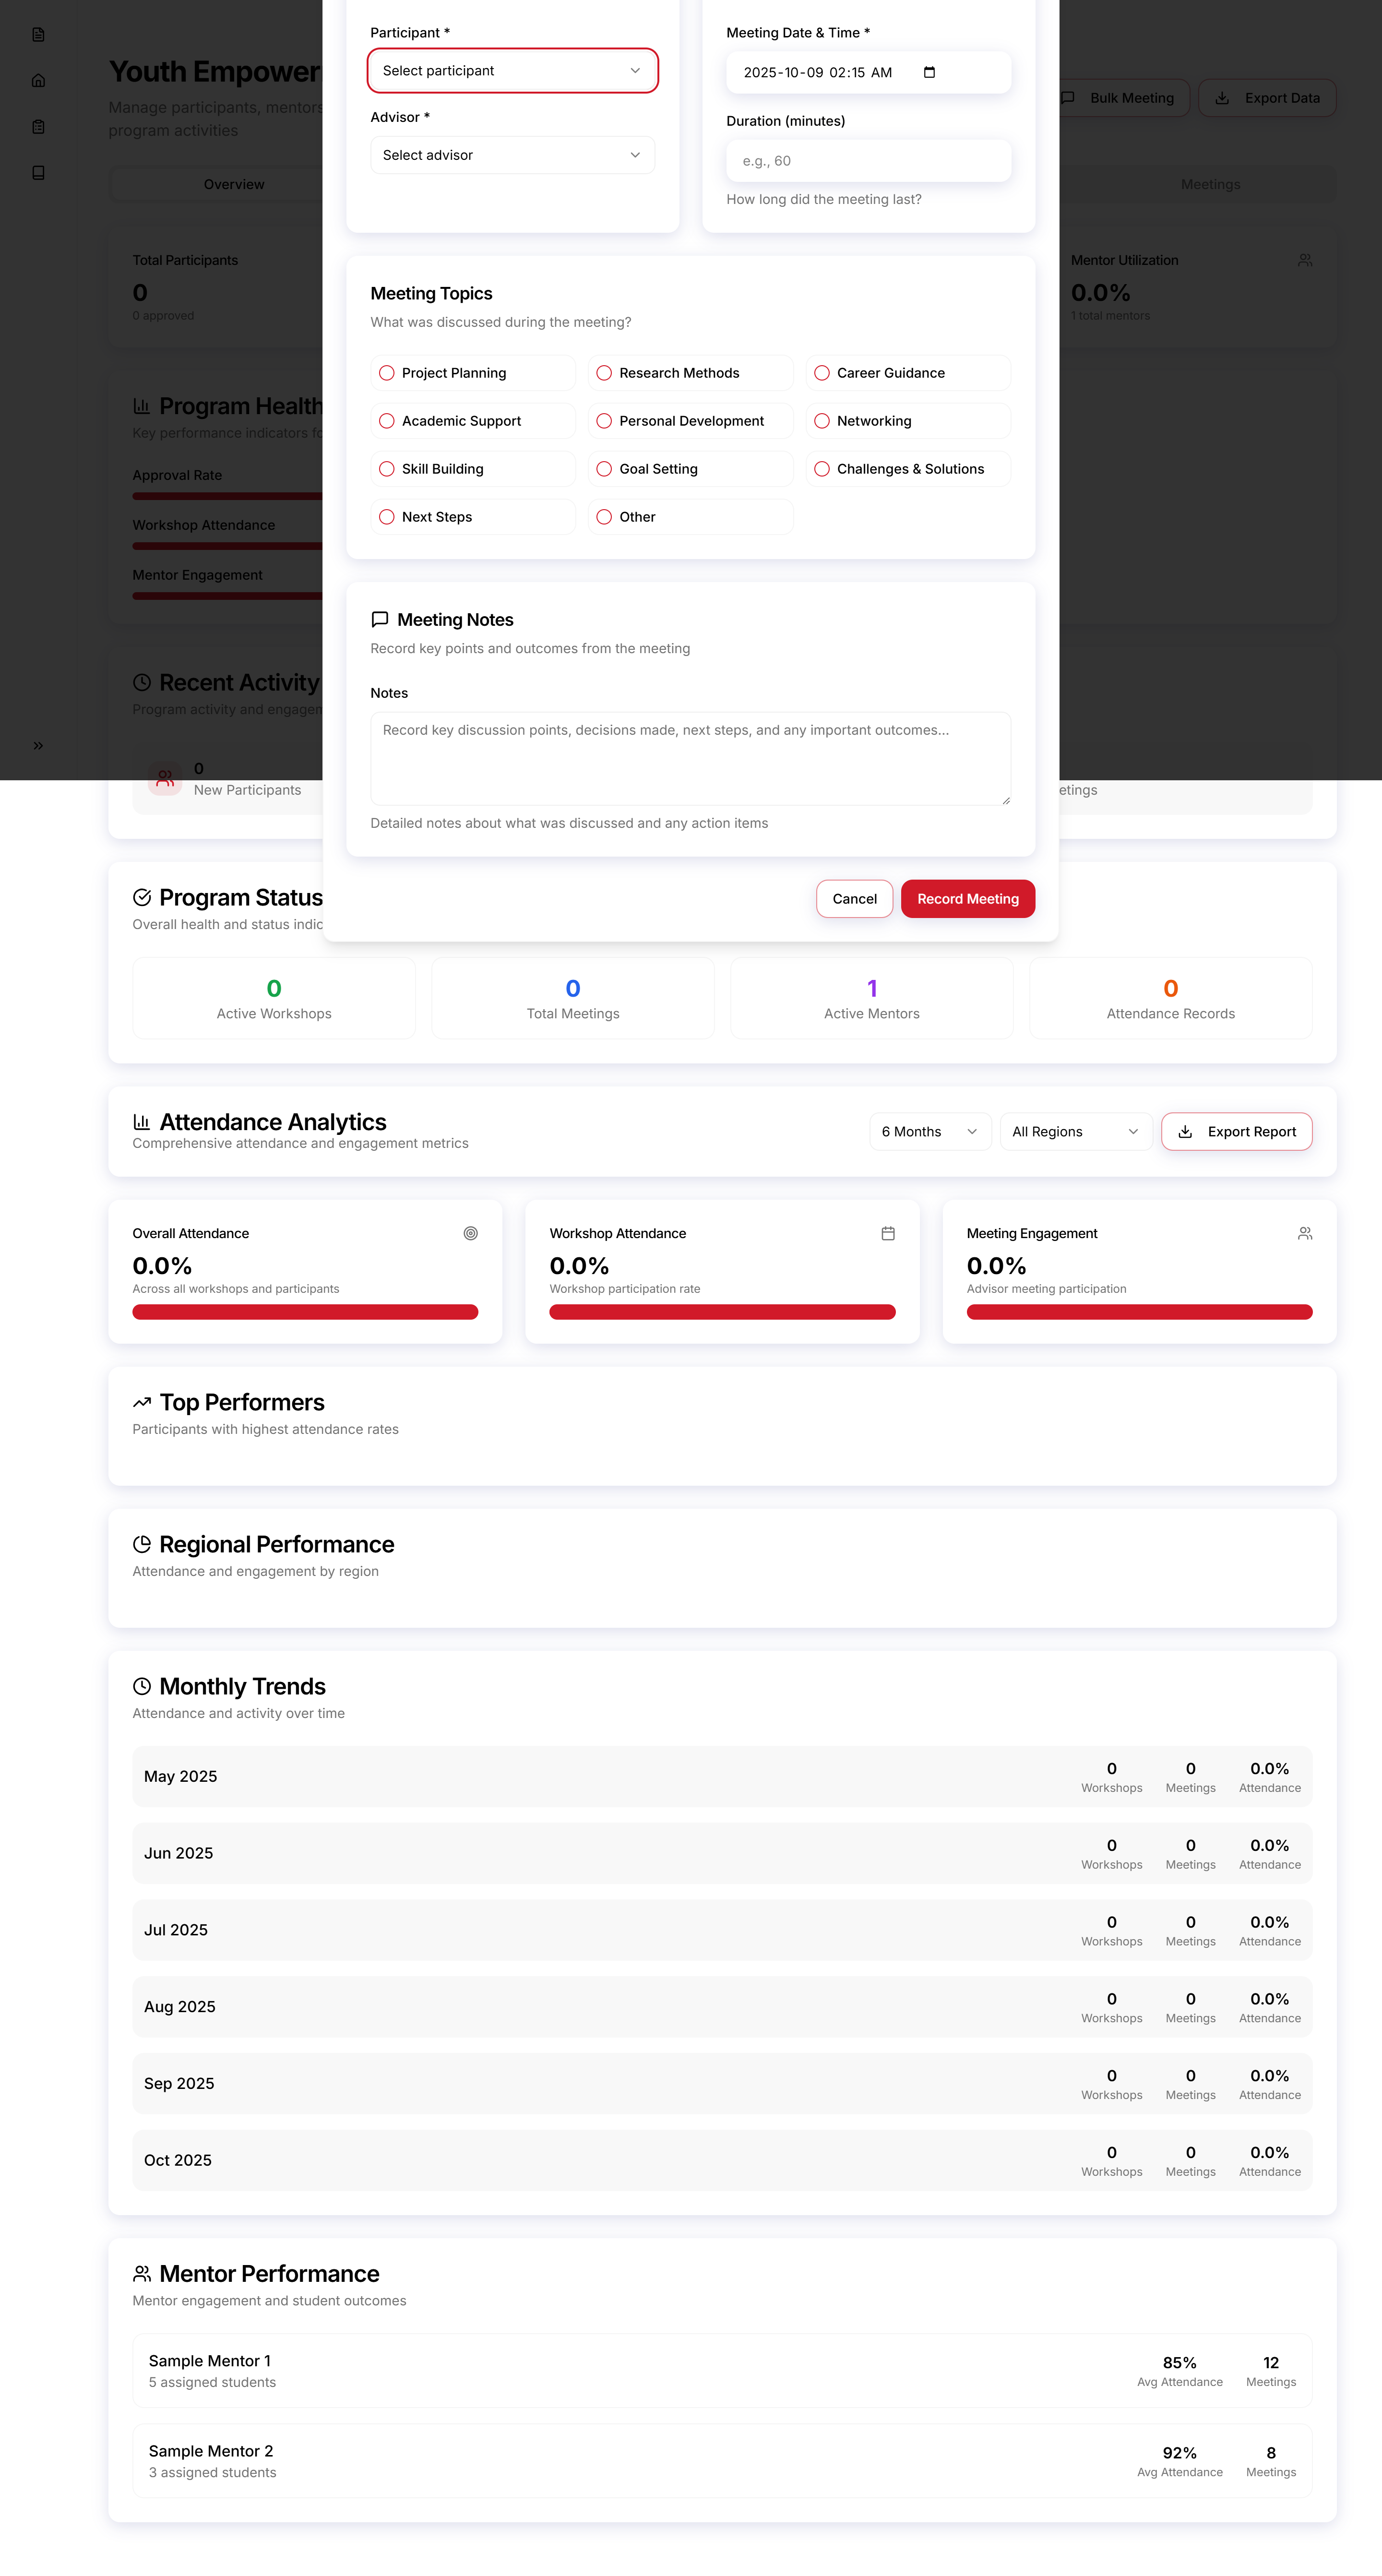 Youth Empower
Manage participants, mentors
program activities
Bulk Meeting
Export Data
Overview
Meetings
Total Participants
0
0 approved
Mentor Utilization
0.0%
1 total mentors
Program Health
Key performance indicators fo
Approval Rate
Workshop Attendance
Mentor Engagement
Recent Activity
Program activity and engagem
0
New Participants
etings
Participant *
Select participant
Advisor *
Select advisor
Meeting Date & Time *
2025-10-09 02:15 AM
Duration (minutes)
e.g., 60
How long did the meeting last?
Meeting Topics
What was discussed during the meeting?
Project Planning
Research Methods
Career Guidance
Academic Support
Personal Development
Networking
Skill Building
Goal Setting
Challenges & Solutions
Next Steps
Other
Meeting Notes
Record key points and outcomes from the meeting
Notes
Record key discussion points, decisions made, next steps, and any important outcomes...
Detailed notes about what was discussed and any action items
Cancel
Record Meeting
Program Status
Overall health and status indic
0
Active Workshops
0
Total Meetings
1
Active Mentors
0
Attendance Records
Attendance Analytics
Comprehensive attendance and engagement metrics
6 Months
All Regions
Export Report
Overall Attendance
0.0%
Across all workshops and participants
Workshop Attendance
0.0%
Workshop participation rate
Meeting Engagement
0.0%
Advisor meeting participation
Top Performers
Participants with highest attendance rates
Regional Performance
Attendance and engagement by region
Monthly Trends
Attendance and activity over time
May 2025
0 0 0.0%
Workshops Meetings Attendance
Jun 2025
0 0 0.0%
Workshops Meetings Attendance
Jul 2025
0 0 0.0%
Workshops Meetings Attendance
Aug 2025
0 0 0.0%
Workshops Meetings Attendance
Sep 2025
0 0 0.0%
Workshops Meetings Attendance
Oct 2025
0 0 0.0%
Workshops Meetings Attendance
Mentor Performance
Mentor engagement and student outcomes
Sample Mentor 1
5 assigned students
85% 12
Avg Attendance Meetings
Sample Mentor 2
3 assigned students
92% 8
Avg Attendance Meetings